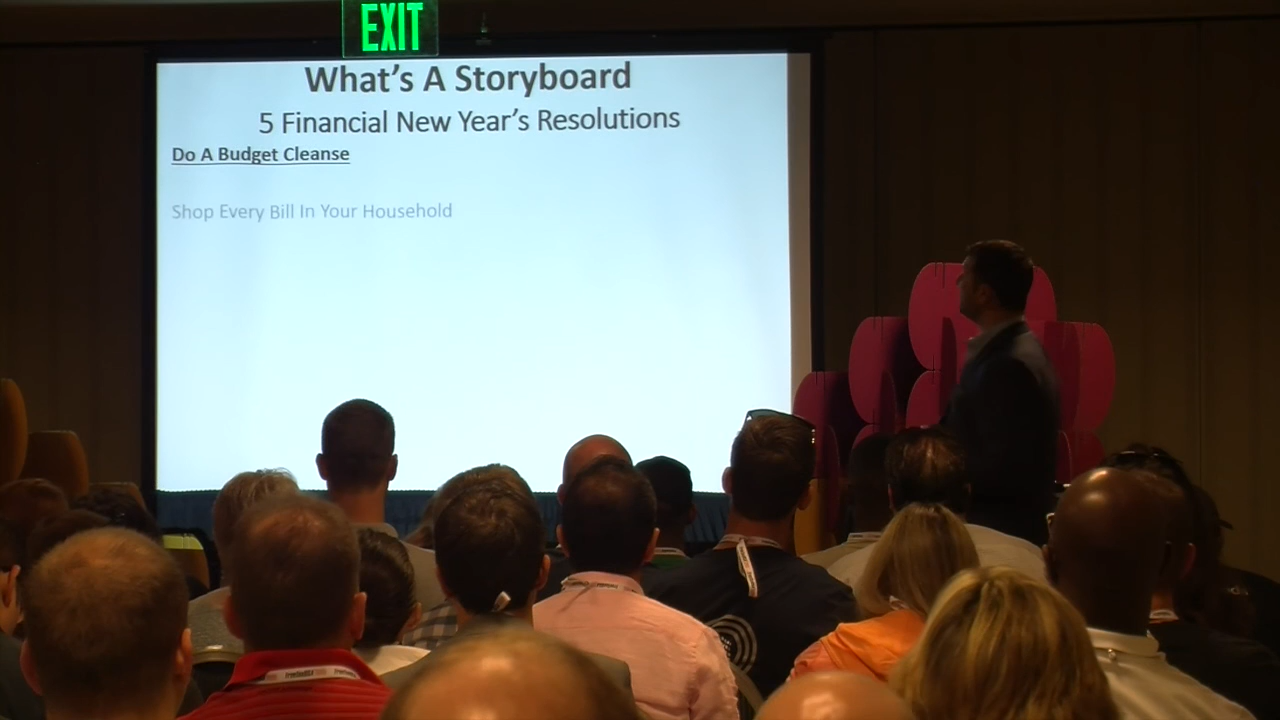 EXIT
What's A Storyboard
5 Financial New Year's Resolutions
Do A Budget Cleanse
Shop Every Bill In Your Household